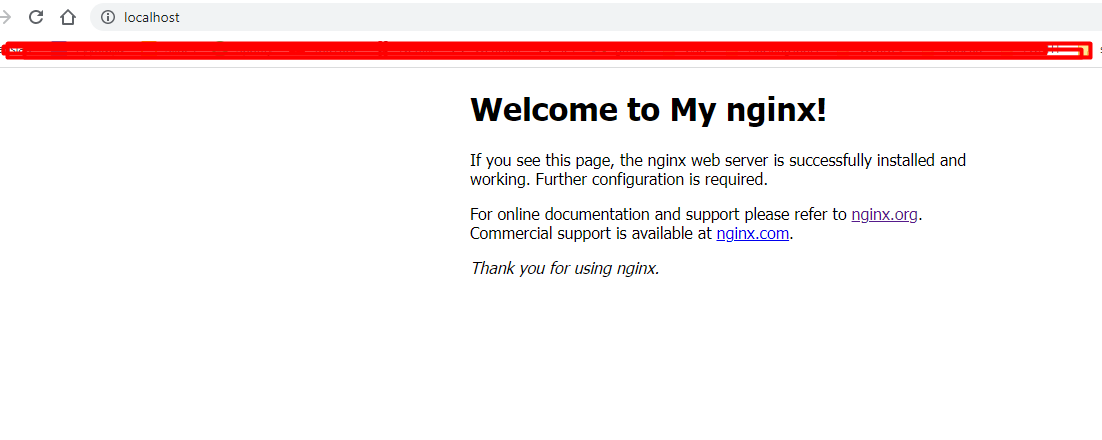 localhost
Welcome to My nginx!
If you see this page, the nginx web server is successfully installed and
working. Further configuration is required.
For online documentation and support please refer to nginx.org.
Commercial support is available at nginx.com.
Thank you for using nginx.